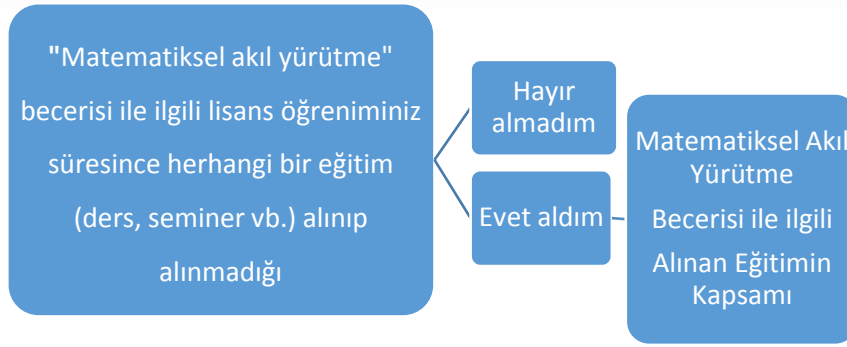 "Matematiksel akıl yürütme"
becerisi ile ilgili lisans öğreniminiz
süresince herhangi bir eğitim
(ders, seminer vb.) alınıp
alınmadığı
Hayır
almadım
Evet aldım
Matematiksel Akıl
Yürütme
Becerisi ile ilgili
Alınan Eğitimin
Kapsamı